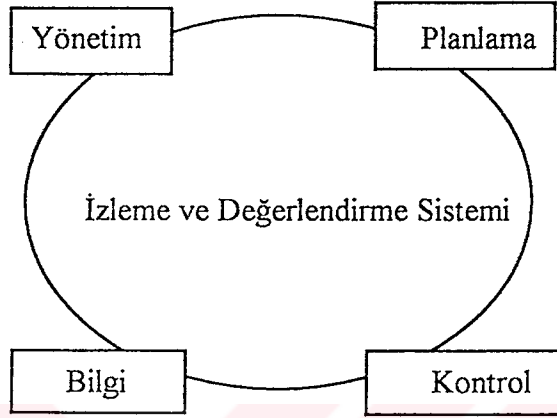 Yönetim
Planlama
İzleme ve Değerlendirme Sistemi
Bilgi
Kontrol